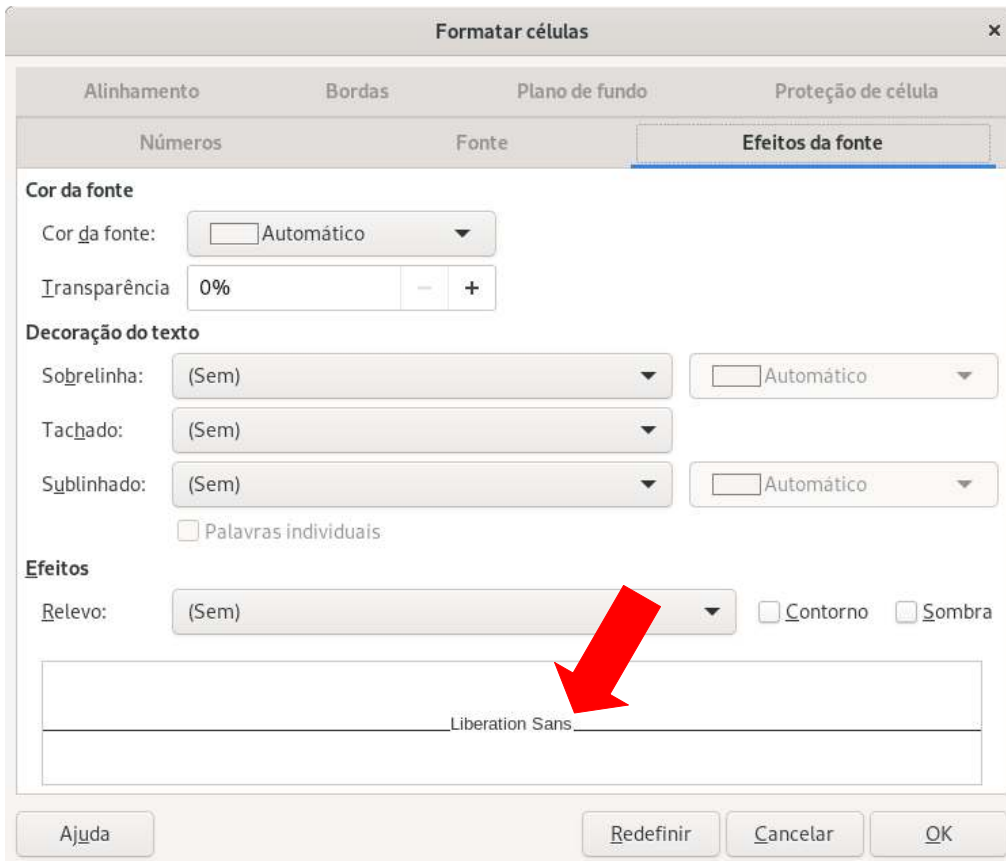 Formatar células
Alinhamento Bordas Plano de fundo Proteção de célula
Números Fonte Efeitos da fonte
Cor da fonte
Cor da fonte: Automático
Transparência 0%
Decoração do texto
Sobrelinha: (Sem) Automático
Tachado: (Sem)
Sublinhado: (Sem) Automático
Palavras individuais
Efeitos
Relevo: (Sem) Contorno Sombra
Liberation Sans
Ajuda Redefinir Cancelar OK